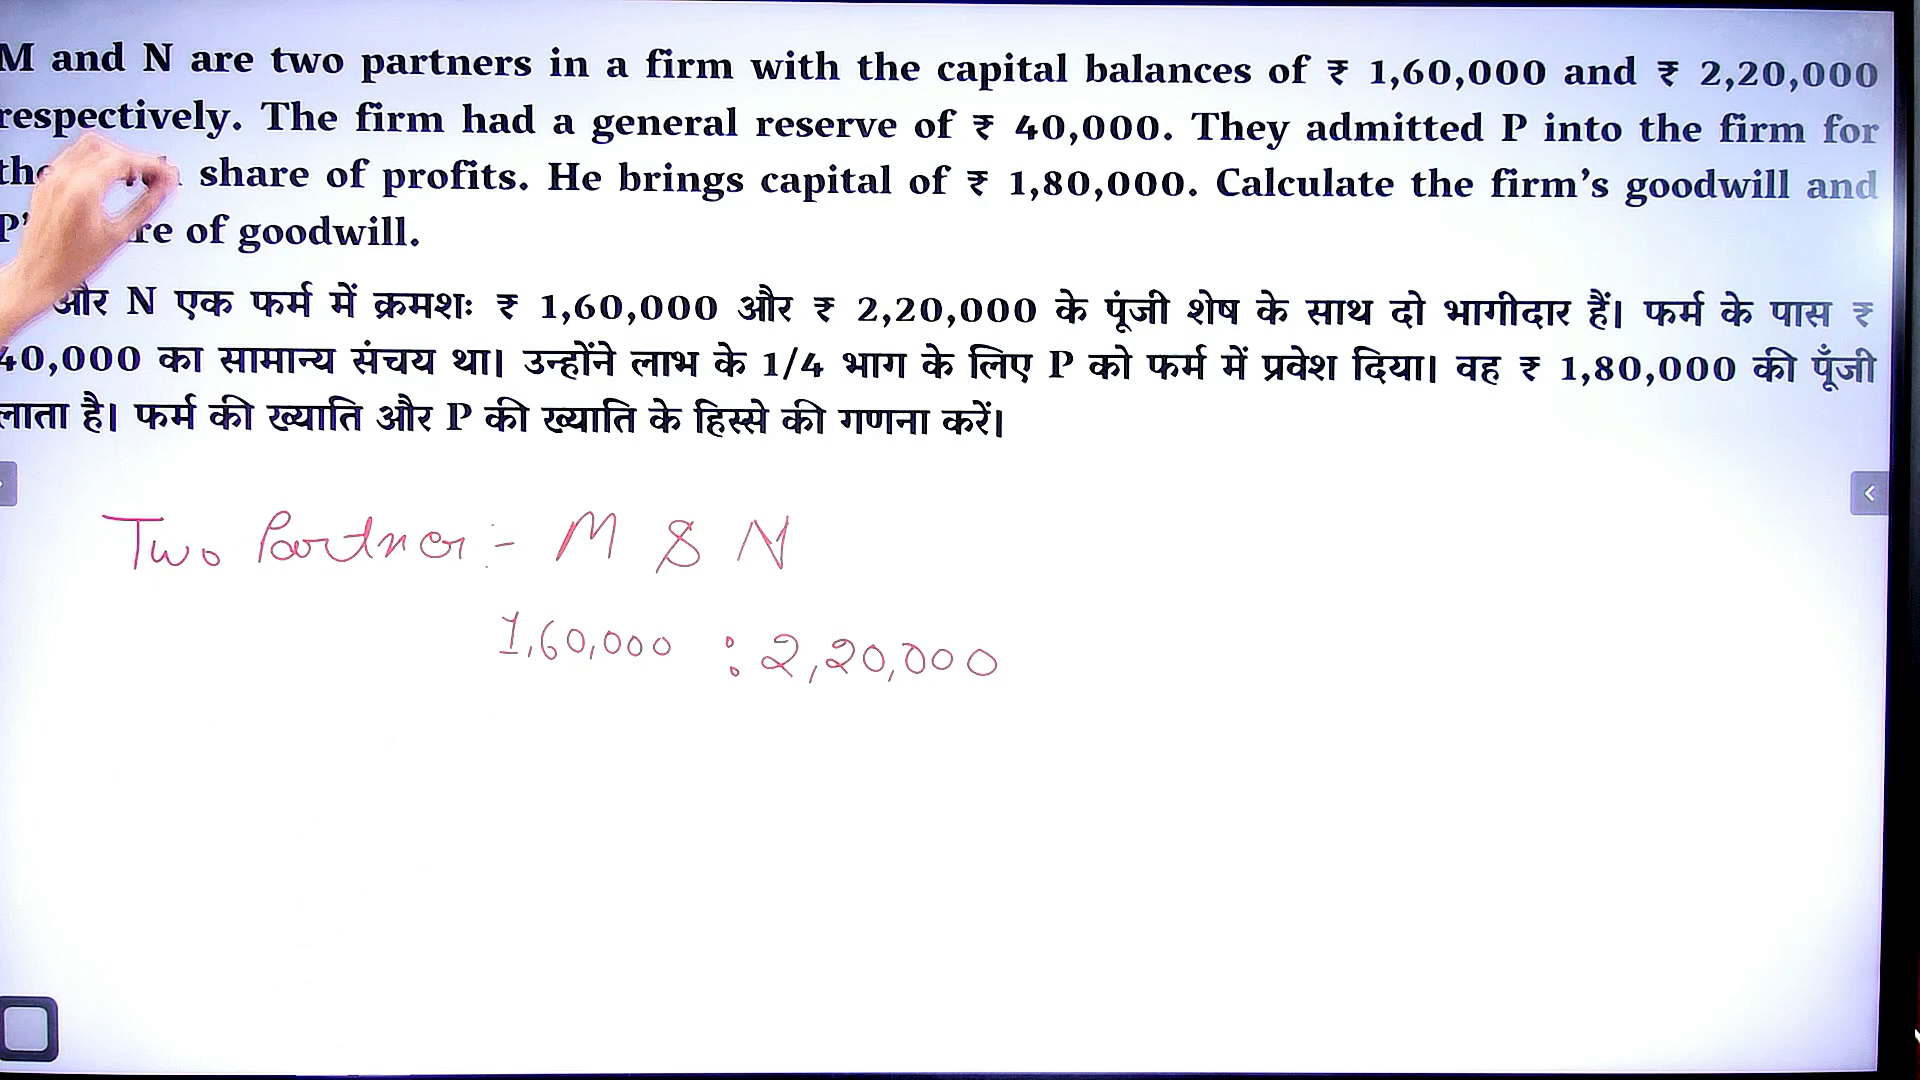 M and N are two partners in a firm with the capital balances of ₹ 1,60,000 and ₹ 2,20,000
respectively. The firm had a general reserve of ₹ 40,000. They admitted P into the firm for
share of profits. He brings capital of ₹ 1,80,000. Calculate the firm's goodwill and
of goodwill.
और N एक फर्म में क्रमशः ₹ 1,60,000 और ₹ 2,20,000 के पूंजी शेष के साथ दो भागीदार हैं। फर्म के पास ₹
40,000 का सामान्य संचय था। उन्होंने लाभ के 1/4 भाग के लिए P को फर्म में प्रवेश दिया। वह ₹ 1,80,000 की पूँजी
लाता है। फर्म की ख्याति और P की ख्याति के हिस्से की गणना करें।
Two Partner :- M & N
1,60,000 : 2,20,000